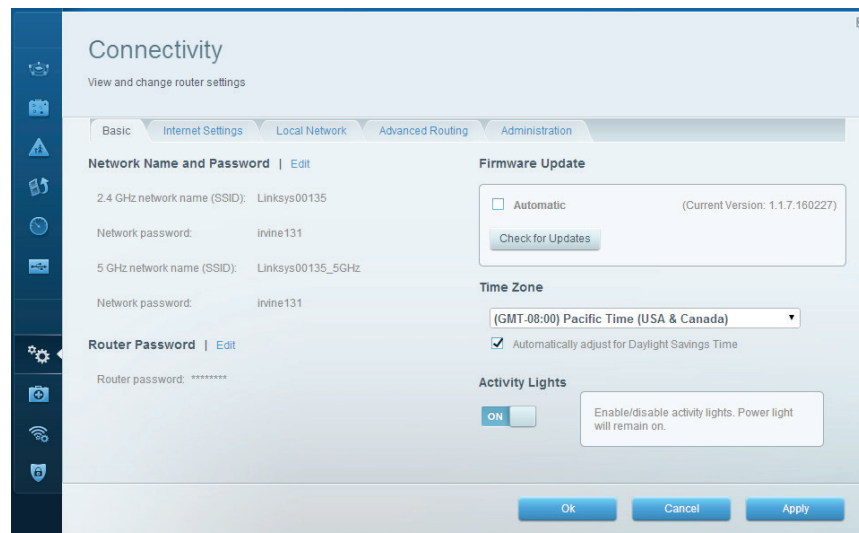 Connectivity
View and change router settings
Basic
Internet Settings
Local Network
Advanced Routing
Administration
Network Name and Password | Edit
2.4 GHz network name (SSID): Linksys00135
Network password: irvine131
5 GHz network name (SSID): Linksys00135_5GHz
Network password: irvine131
Router Password | Edit
Router password: ********
Firmware Update
Automatic (Current Version: 1.1.7.160227)
Check for Updates
Time Zone
(GMT-08:00) Pacific Time (USA & Canada)
Automatically adjust for Daylight Savings Time
Activity Lights
ON
Enable/disable activity lights. Power light
will remain on.
Ok
Cancel
Apply